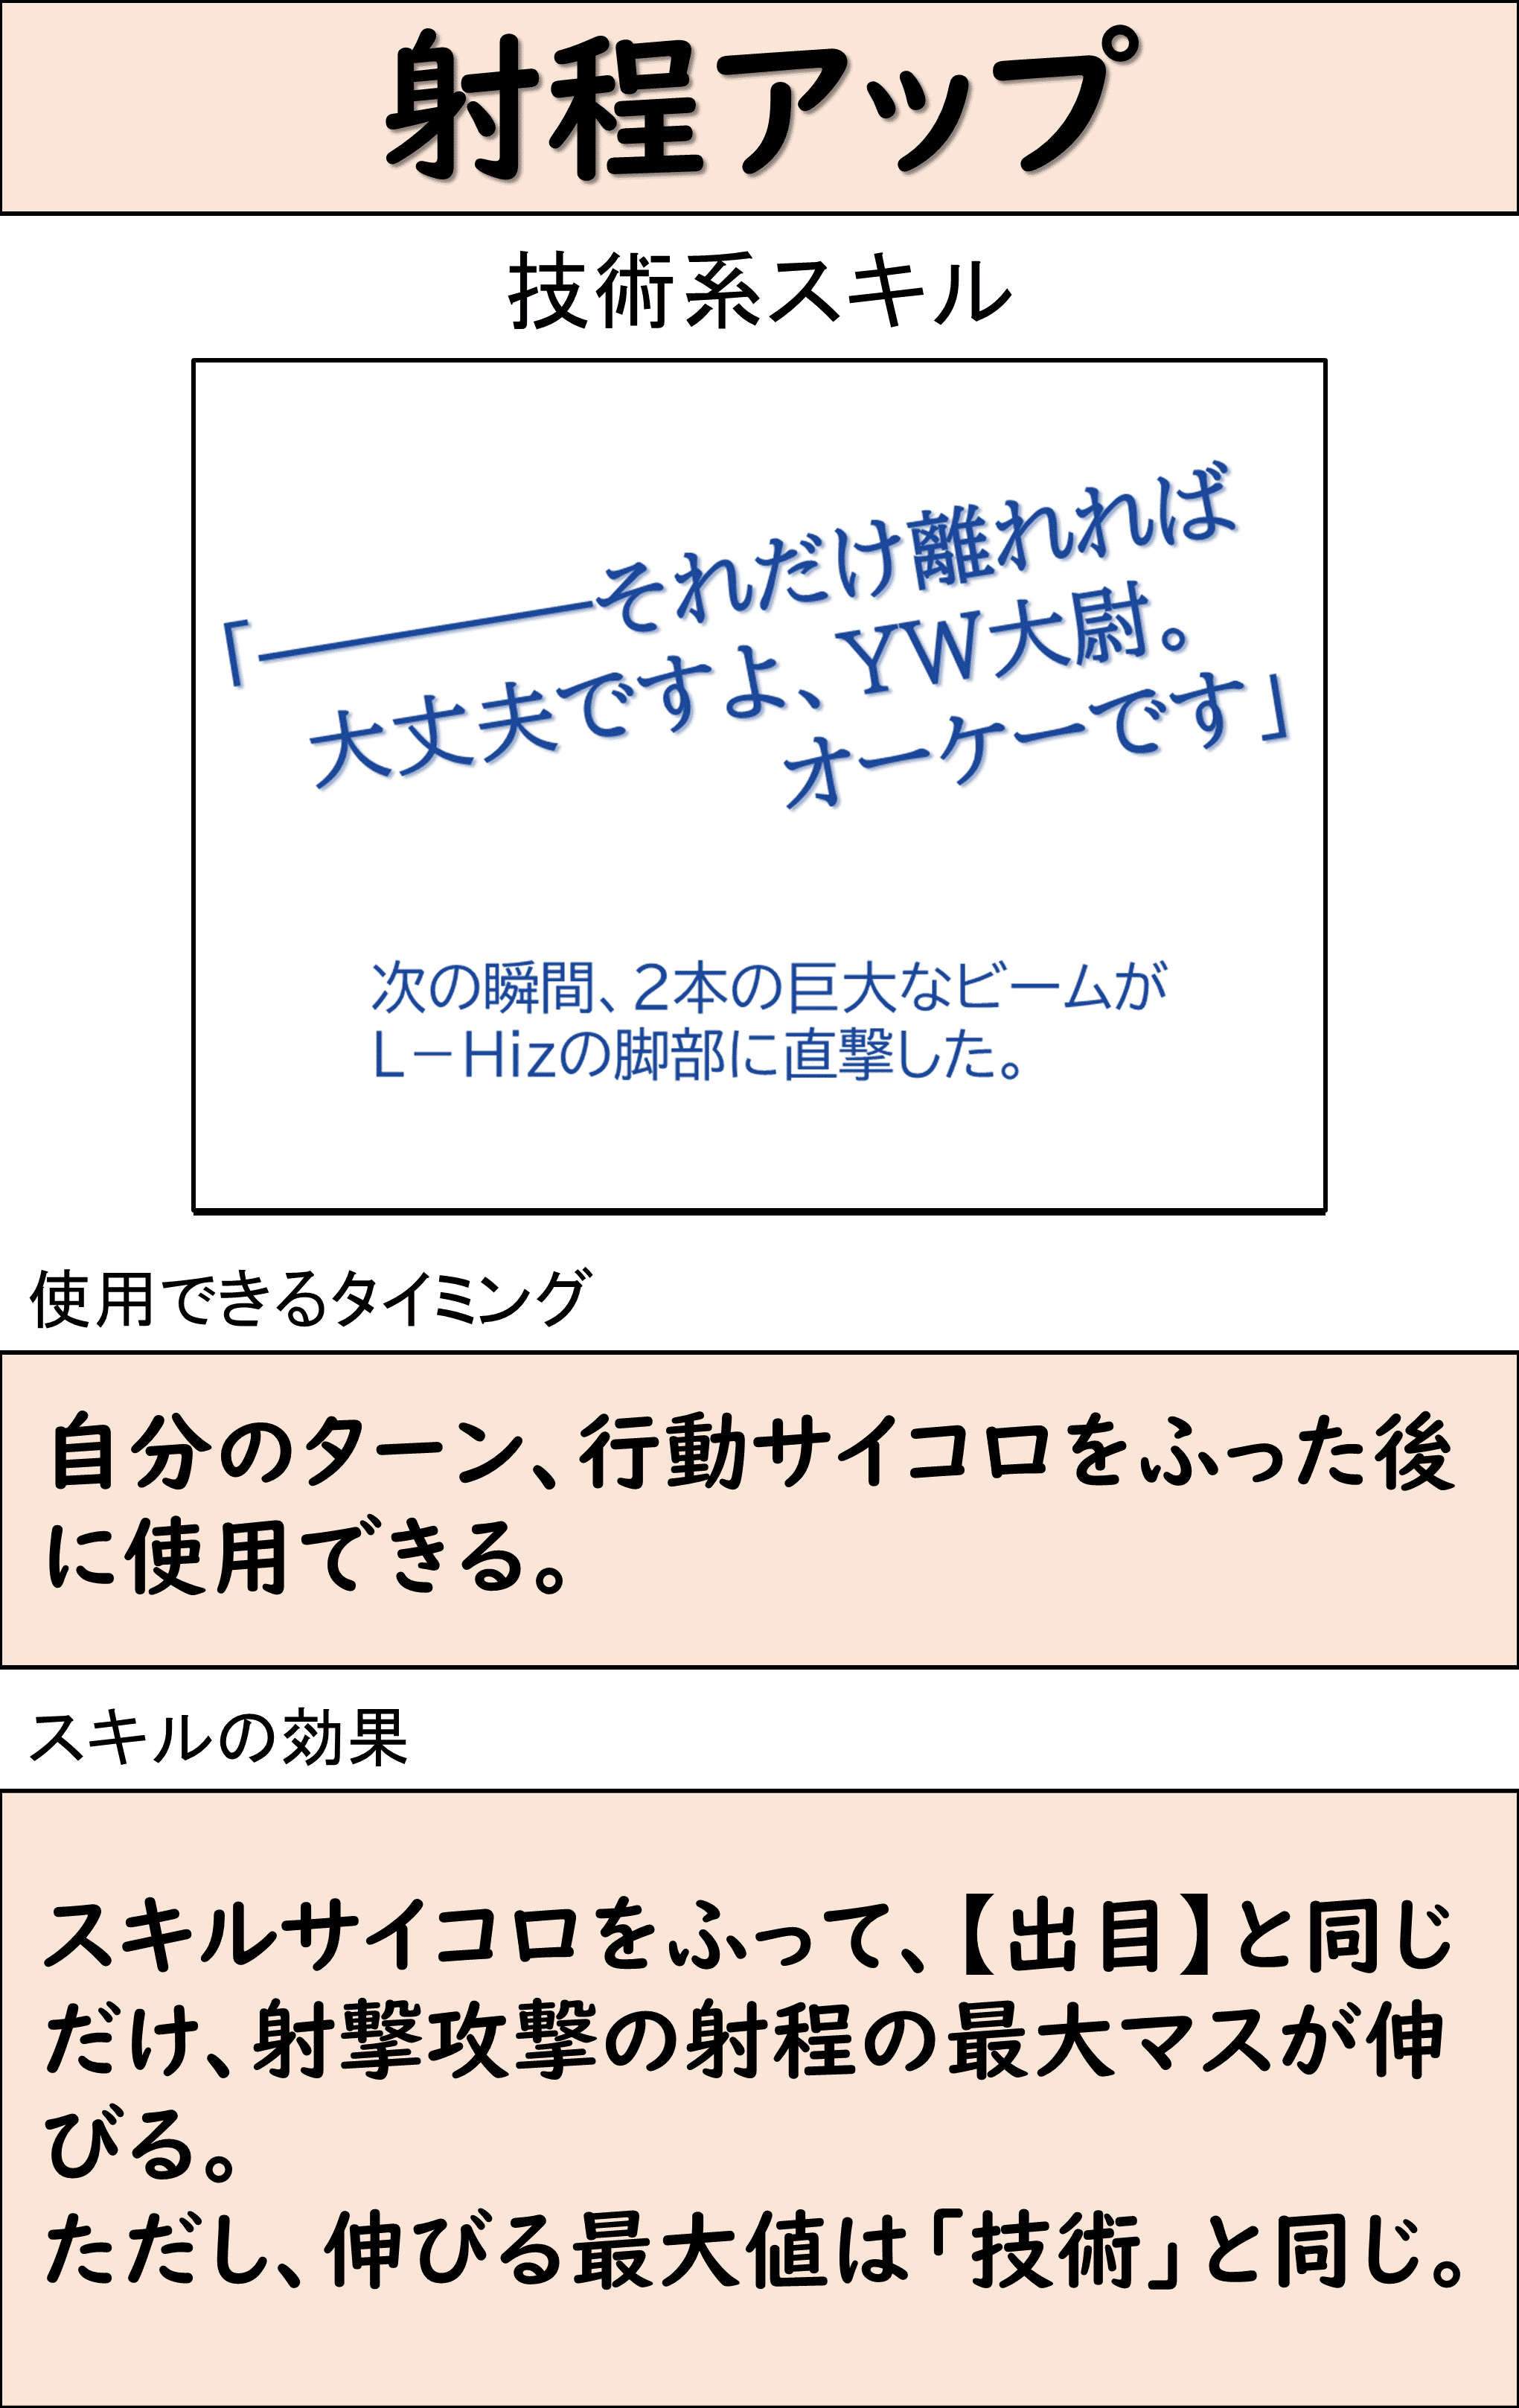 射程アップ
技術系スキル
「――――それだけ離れれば
大丈夫ですよ、YW大尉。
オーケーです」
次の瞬間、2本の巨大なビームが
L－Hizの脚部に直撃した。
使用できるタイミング
自分のターン、行動サイコロをふった後
に使用できる。
スキルの効果
スキルサイコロをふって、【出目】と同じ
だけ、射撃攻撃の射程の最大マスが伸
びる。
ただし、伸びる最大値は「技術」と同じ。